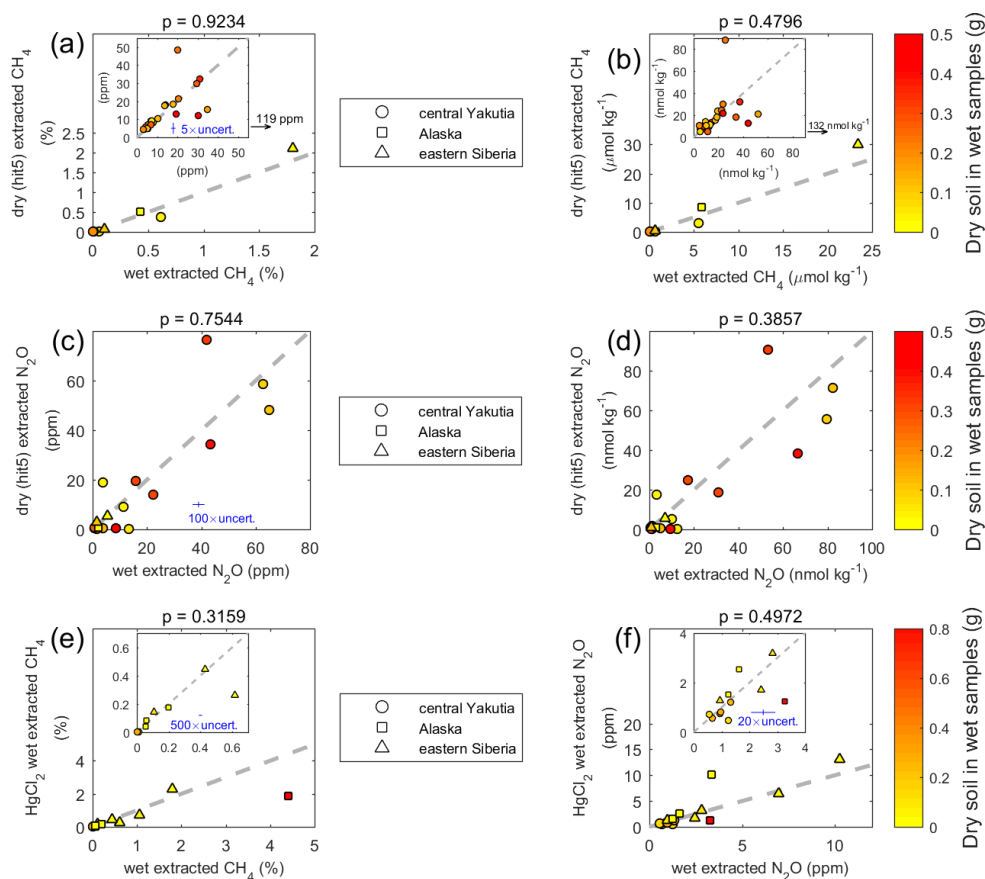 p = 0.9234
(a)
dry (hit5) extracted CH4
(%)
2.5
2
1.5
1
0.5
0
0
0.5
1
1.5
2
wet extracted CH4 (%)
(ppm)
50
40
30
20
10
0
0
10
20
30
40
50
(ppm)
5×uncert.
119 ppm
central Yakutia
Alaska
eastern Siberia
p = 0.4796
(b)
dry (hit5) extracted CH4
(μmol kg-1)
40
30
20
10
0
0
5
10
15
20
25
wet extracted CH4 (μmol kg-1)
(nmol kg-1)
80
60
40
20
0
0
20
40
60
80
(nmol kg-1)
132 nmol kg-1
0.5
0.4
0.3
0.2
0.1
0
Dry soil in wet samples (g)
p = 0.7544
(c)
dry (hit5) extracted N2O
(ppm)
60
40
20
0
0
20
40
60
80
wet extracted N2O (ppm)
100×uncert.
central Yakutia
Alaska
eastern Siberia
p = 0.3857
(d)
dry (hit5) extracted N2O
(nmol kg-1)
80
60
40
20
0
0
20
40
60
80
100
wet extracted N2O (nmol kg-1)
0.5
0.4
0.3
0.2
0.1
0
Dry soil in wet samples (g)
p = 0.3159
(e)
HgCl2 wet extracted CH4
(%)
4
2
0
0
1
2
3
4
5
wet extracted CH4 (%)
0.6
0.4
0.2
0
0
0.2
0.4
0.6
500×uncert.
central Yakutia
Alaska
eastern Siberia
p = 0.4972
(f)
HgCl2 wet extracted N2O
(ppm)
20
15
10
5
0
0
5
10
wet extracted N2O (ppm)
4
2
0
0
1
2
3
4
20×uncert.
0.8
0.6
0.4
0.2
0
Dry soil in wet samples (g)